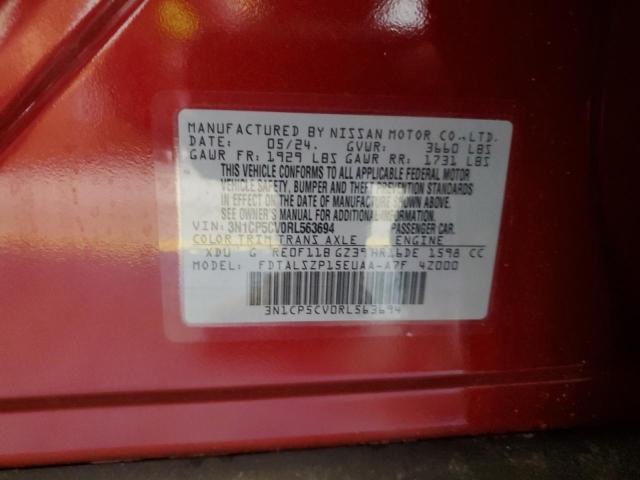 MANUFACTURED BY NISSAN MOTOR CO.,LTD.
DATE: 05/24. GVWR: 3660 LBS
GAWR FR: 1929 LBS GAWR RR: 1731 LBS
THIS VEHICLE CONFORMS TO ALL APPLICABLE FEDERAL MOTOR
VEHICLE SAFETY, BUMPER AND THEFT PREVENTION STANDARDS
IN EFFECT ON THE DATE OF MANUFACTURE SHOWN ABOVE.
SEE OWNER'S MANUAL FOR ADDITIONAL INFORMATION.
VIN: 3N1CP5CV0RL563694 PASSENGER CAR.
COLOR TRIM TRANS AXLE ENGINE
XDU G RE0F11B GZ39 HR16DE 1598 CC
MODEL FDTALSZP15EUAA-A7F 4Z000
3N1CP5CV0RL563694